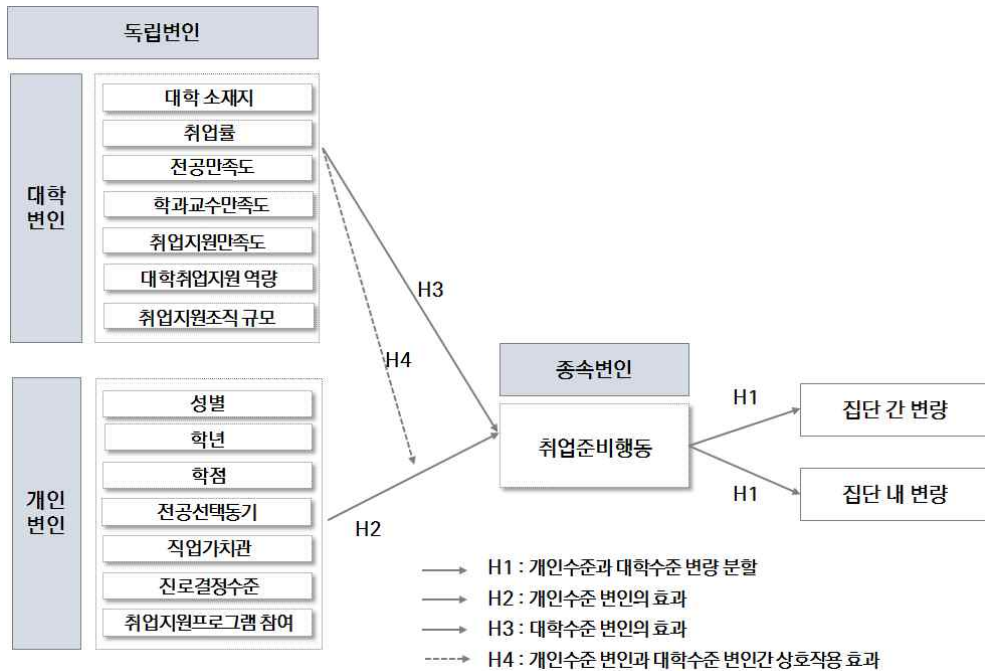 독립변인
대학
변인
대학 소재지
취업률
전공만족도
학과교수만족도
취업지원만족도
대학취업지원 역량
취업지원조직 규모
H3
H4
개인
변인
성별
학년
학점
전공선택동기
직업가치관
진로결정수준
취업지원프로그램 참여
H2
종속변인
취업준비행동
H1
집단 간 변량
H1
집단 내 변량
H1 : 개인수준과 대학수준 변량 분할
H2 : 개인수준 변인의 효과
H3 : 대학수준 변인의 효과
H4 : 개인수준 변인과 대학수준 변인간 상호작용 효과